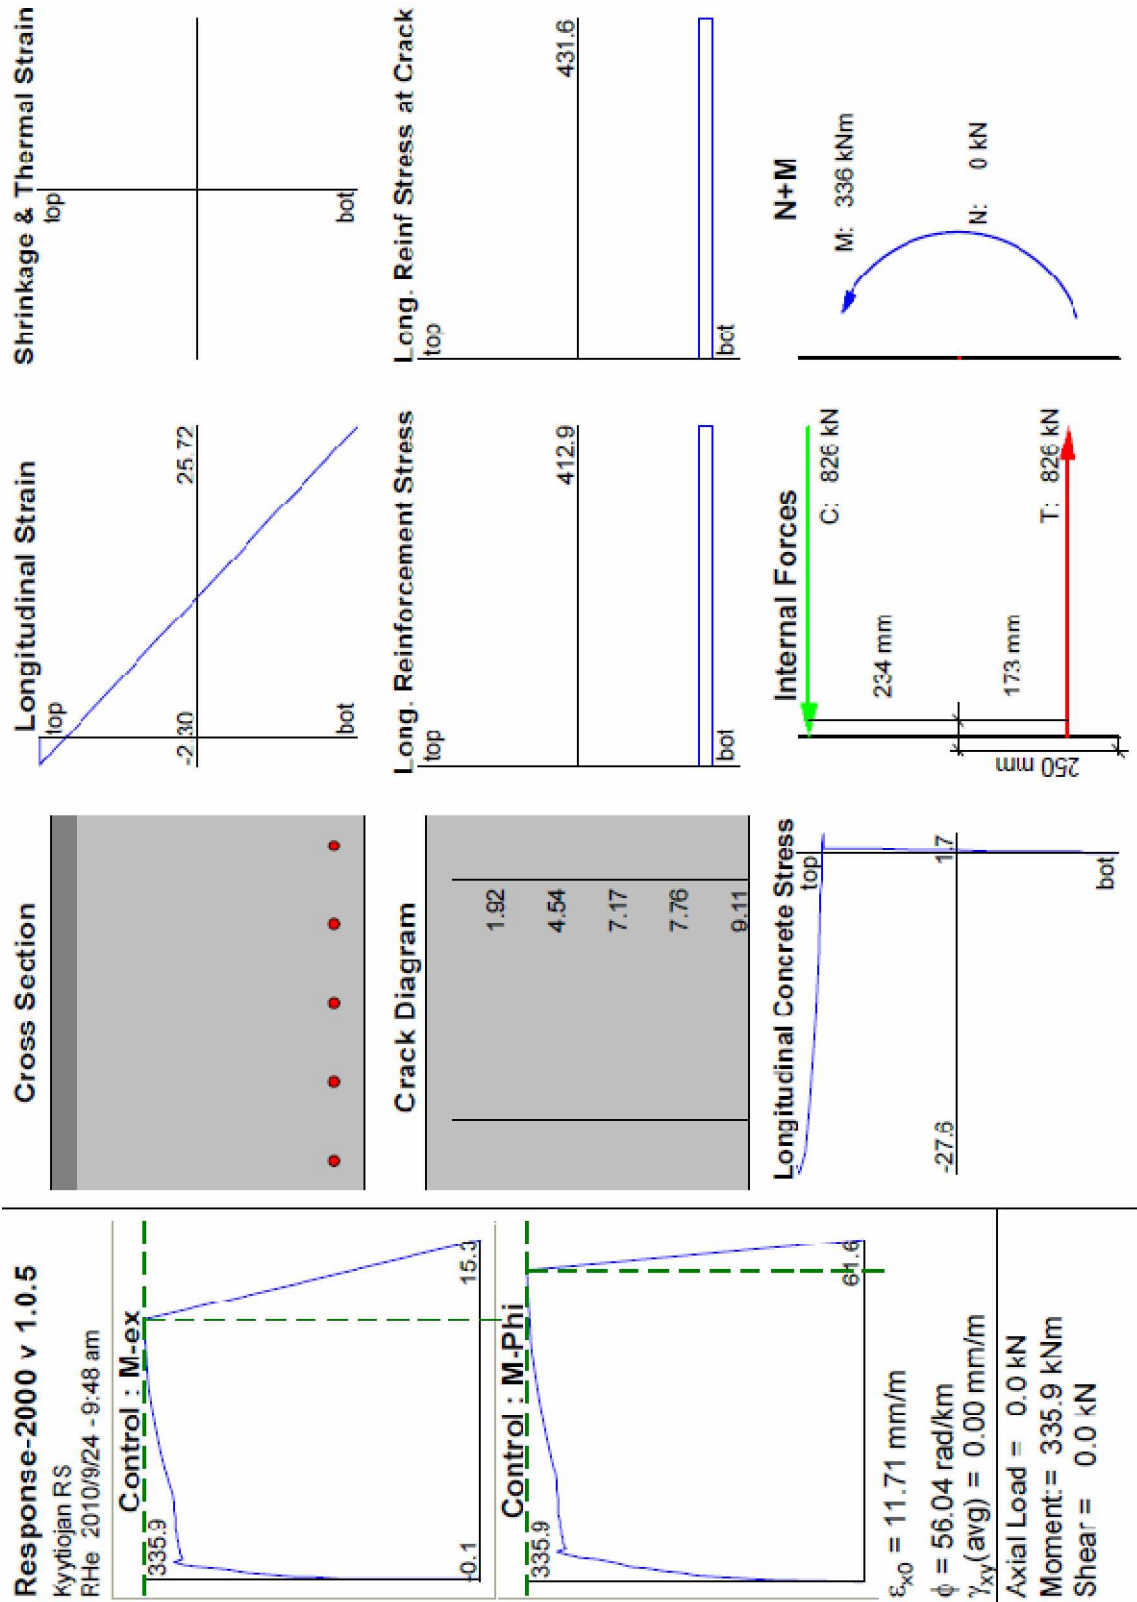 Response-2000 v 1.0.5
Kyytiojan RS
RHe 2010/9/24 - 9:48 am
Control : M-ex
335.9
-0.1
15.3
Control : M-Phi
335.9
61.6
εxo = 11.71 mm/m
ϕ = 56.04 rad/km
γxy(avg) = 0.00 mm/m
Axial Load = 0.0 kN
Moment = 335.9 kNm
Shear = 0.0 kN
Cross Section
Crack Diagram
1.92
4.54
7.17
7.76
9.11
Longitudinal Concrete Stress
top
-27.6
1.7
bot
Longitudinal Strain
top
-2.30
25.72
bot
Long. Reinforcement Stress
top
412.9
bot
Internal Forces
C: 826 kN
234 mm
173 mm
250 mm
T: 826 kN
Shrinkage & Thermal Strain
top
bot
Long. Reinf Stress at Crack
top
431.6
bot
N+M
M: 336 kNm
N: 0 kN